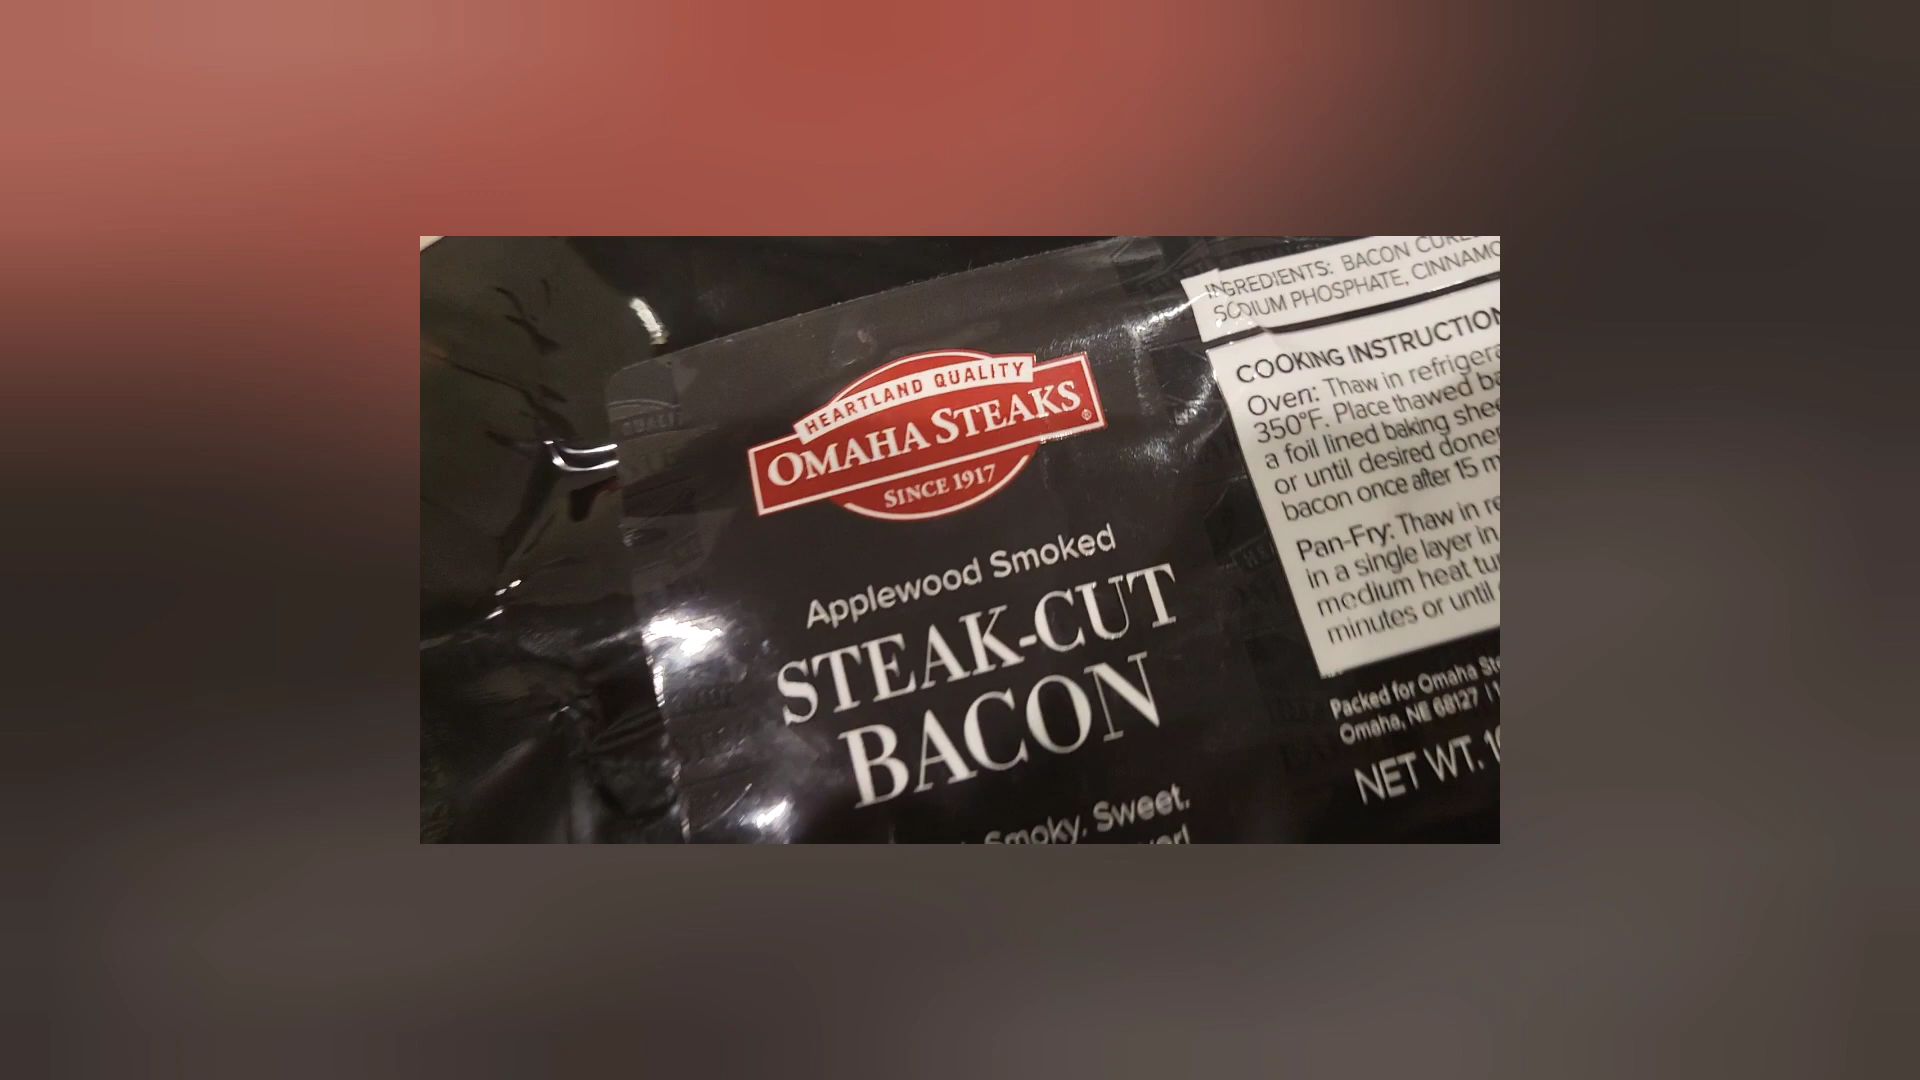 HEARTLAND QUALITY
OMAHA STEAKS®
SINCE 1917
Applewood Smoked
STEAK-CUT
BACON
Smoky, Sweet,
INGREDIENTS: BACON
SODIUM PHOSPHATE,
COOKING
Oven: Thaw in
350°F. Place thawed
a foil lined baking
or until desired
bacon once after 15
Pan-Fry: Thaw in
in a single layer in
medium heat
minutes or until
Packed for Omaha
Omaha, NE 68127
NET WT.